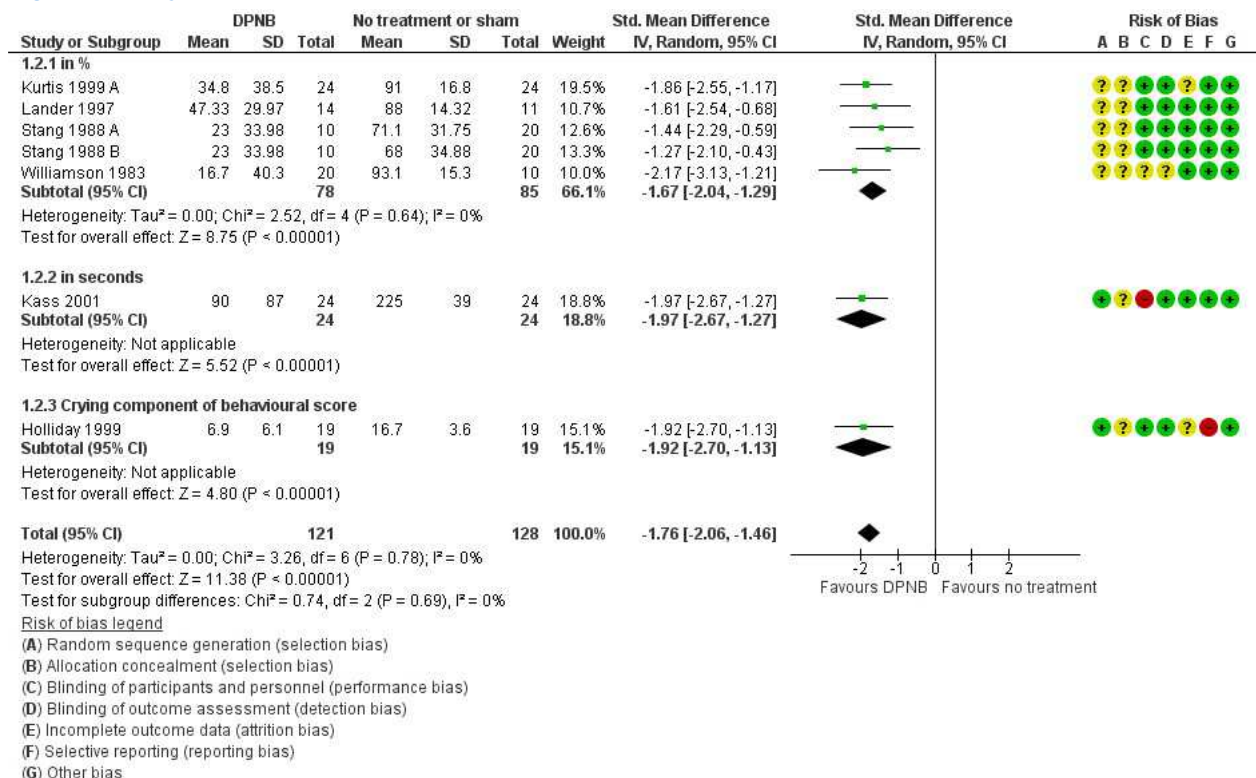 DPNB No treatment or sham Std. Mean Difference Std. Mean Difference Risk of Bias
Study or Subgroup Mean SD Total Mean SD Total Weight IV, Random, 95% CI IV, Random, 95% CI A B C D E F G
1.2.1 in %
Kurtis 1999 A 34.8 38.5 24 91 16.8 24 19.5% -1.86 [-2.55, -1.17] ? ? + + ? + +
Lander 1997 47.33 29.97 14 88 14.32 11 10.7% -1.61 [-2.54, -0.68] ? ? + + + + +
Stang 1988 A 23 33.98 10 71.1 31.75 20 12.6% -1.44 [-2.29, -0.59] ? ? + + + + +
Stang 1988 B 23 33.98 10 68 34.88 20 13.3% -1.27 [-2.10, -0.43] ? ? + + + + +
Williamson 1983 16.7 40.3 20 93.1 15.3 10 10.0% -2.17 [-3.13, -1.21] ? ? ? ? + + +
Subtotal (95% CI) 78 85 66.1% -1.67 [-2.04, -1.29]
Heterogeneity: Tau² = 0.00; Chi² = 2.52, df = 4 (P = 0.64); I² = 0%
Test for overall effect: Z = 8.75 (P < 0.00001)
1.2.2 in seconds
Kass 2001 90 87 24 225 39 24 18.8% -1.97 [-2.67, -1.27] + ? - + + + +
Subtotal (95% CI) 24 24 18.8% -1.97 [-2.67, -1.27]
Heterogeneity: Not applicable
Test for overall effect: Z = 5.52 (P < 0.00001)
1.2.3 Crying component of behavioural score
Holliday 1999 6.9 6.1 19 16.7 3.6 19 15.1% -1.92 [-2.70, -1.13] + ? + + ? - +
Subtotal (95% CI) 19 19 15.1% -1.92 [-2.70, -1.13]
Heterogeneity: Not applicable
Test for overall effect: Z = 4.80 (P < 0.00001)
Total (95% CI) 121 128 100.0% -1.76 [-2.06, -1.46]
Heterogeneity: Tau² = 0.00; Chi² = 3.26, df = 6 (P = 0.78); I² = 0%
-2 -1 0 1 2
Test for overall effect: Z = 11.38 (P < 0.00001)
Favours DPNB Favours no treatment
Test for subgroup differences: Chi² = 0.74, df = 2 (P = 0.69), I² = 0%
Risk of bias legend
(A) Random sequence generation (selection bias)
(B) Allocation concealment (selection bias)
(C) Blinding of participants and personnel (performance bias)
(D) Blinding of outcome assessment (detection bias)
(E) Incomplete outcome data (attrition bias)
(F) Selective reporting (reporting bias)
(G) Other bias